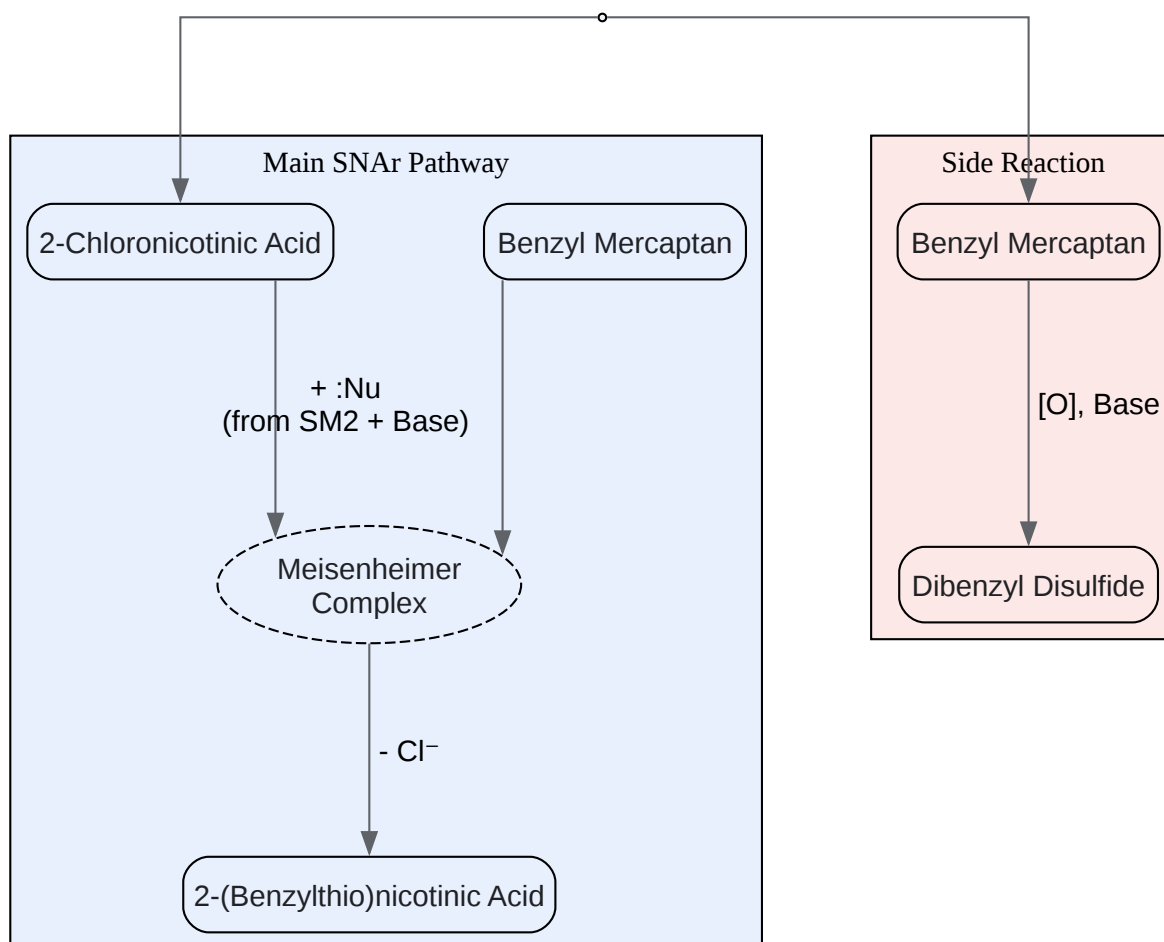 Main SNAr Pathway
2-Chloronicotinic Acid
Benzyl Mercaptan
+ :Nu
(from SM2 + Base)
Meisenheimer
Complex
- Cl⁻
2-(Benzylthio)nicotinic Acid
Side Reaction
Benzyl Mercaptan
[O], Base
Dibenzyl Disulfide